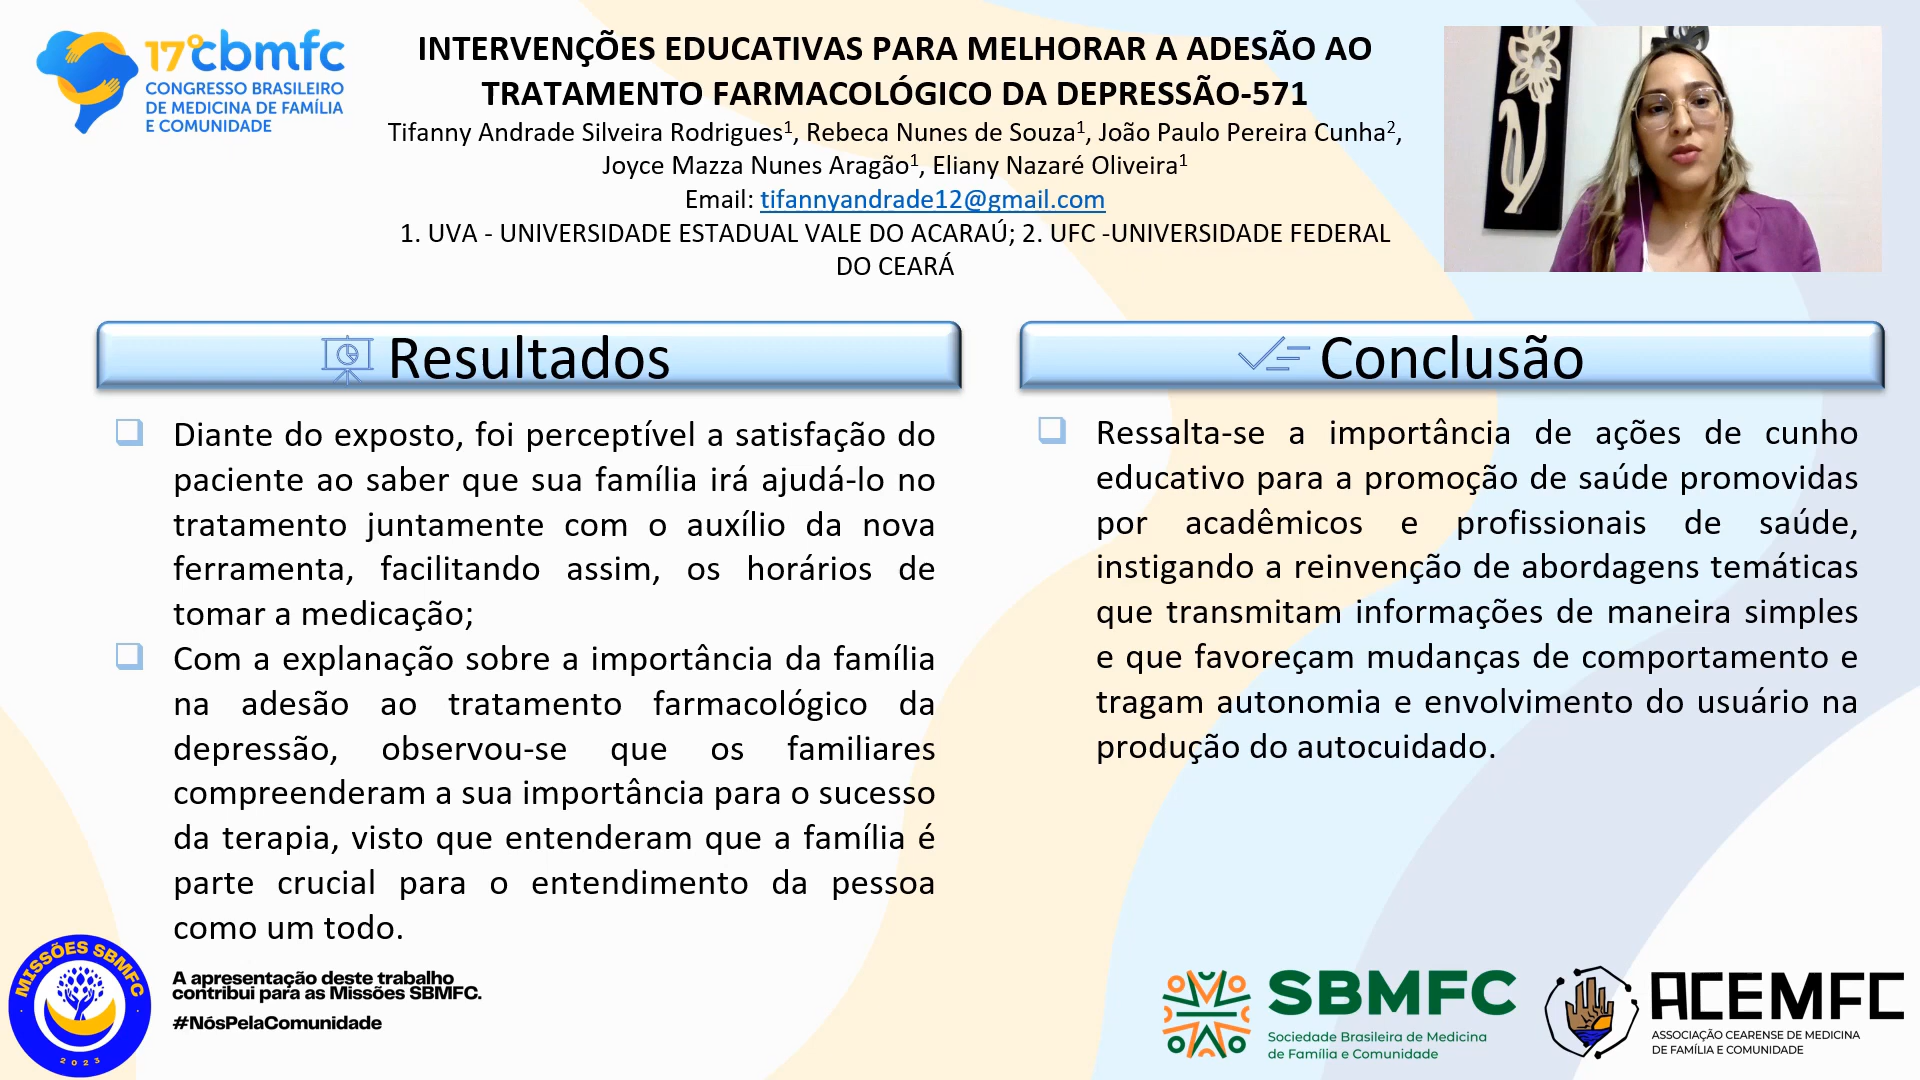 17º cbmfc
CONGRESSO BRASILEIRO
DE MEDICINA DE FAMÍLIA
E COMUNIDADE
INTERVENÇÕES EDUCATIVAS PARA MELHORAR A ADESÃO AO
TRATAMENTO FARMACOLÓGICO DA DEPRESSÃO-571
Tifanny Andrade Silveira Rodrigues¹, Rebeca Nunes de Souza¹, João Paulo Pereira Cunha²,
Joyce Mazza Nunes Aragão¹, Eliany Nazaré Oliveira¹
Email: tifannyandrade12@gmail.com
1. UVA - UNIVERSIDADE ESTADUAL VALE DO ACARAÚ; 2. UFC -UNIVERSIDADE FEDERAL
DO CEARÁ
Resultados
Diante do exposto, foi perceptível a satisfação do
paciente ao saber que sua família irá ajudá-lo no
tratamento juntamente com o auxílio da nova
ferramenta, facilitando assim, os horários de
tomar a medicação;
Com a explanação sobre a importância da família
na adesão ao tratamento farmacológico da
depressão, observou-se que os familiares
compreenderam a sua importância para o sucesso
da terapia, visto que entenderam que a família é
parte crucial para o entendimento da pessoa
como um todo.
Conclusão
Ressalta-se a importância de ações de cunho
educativo para a promoção de saúde promovidas
por acadêmicos e profissionais de saúde,
instigando a reinvenção de abordagens temáticas
que transmitam informações de maneira simples
e que favoreçam mudanças de comportamento e
tragam autonomia e envolvimento do usuário na
produção do autocuidado.
MISSÕES SBMFC
2023
A apresentação deste trabalho
contribui para as Missões SBMFC.
#NósPelaComunidade
SBMFC
Sociedade Brasileira de Medicina
de Família e Comunidade
ACEMFC
ASSOCIAÇÃO CEARENSE DE MEDICINA
DE FAMÍLIA E COMUNIDADE